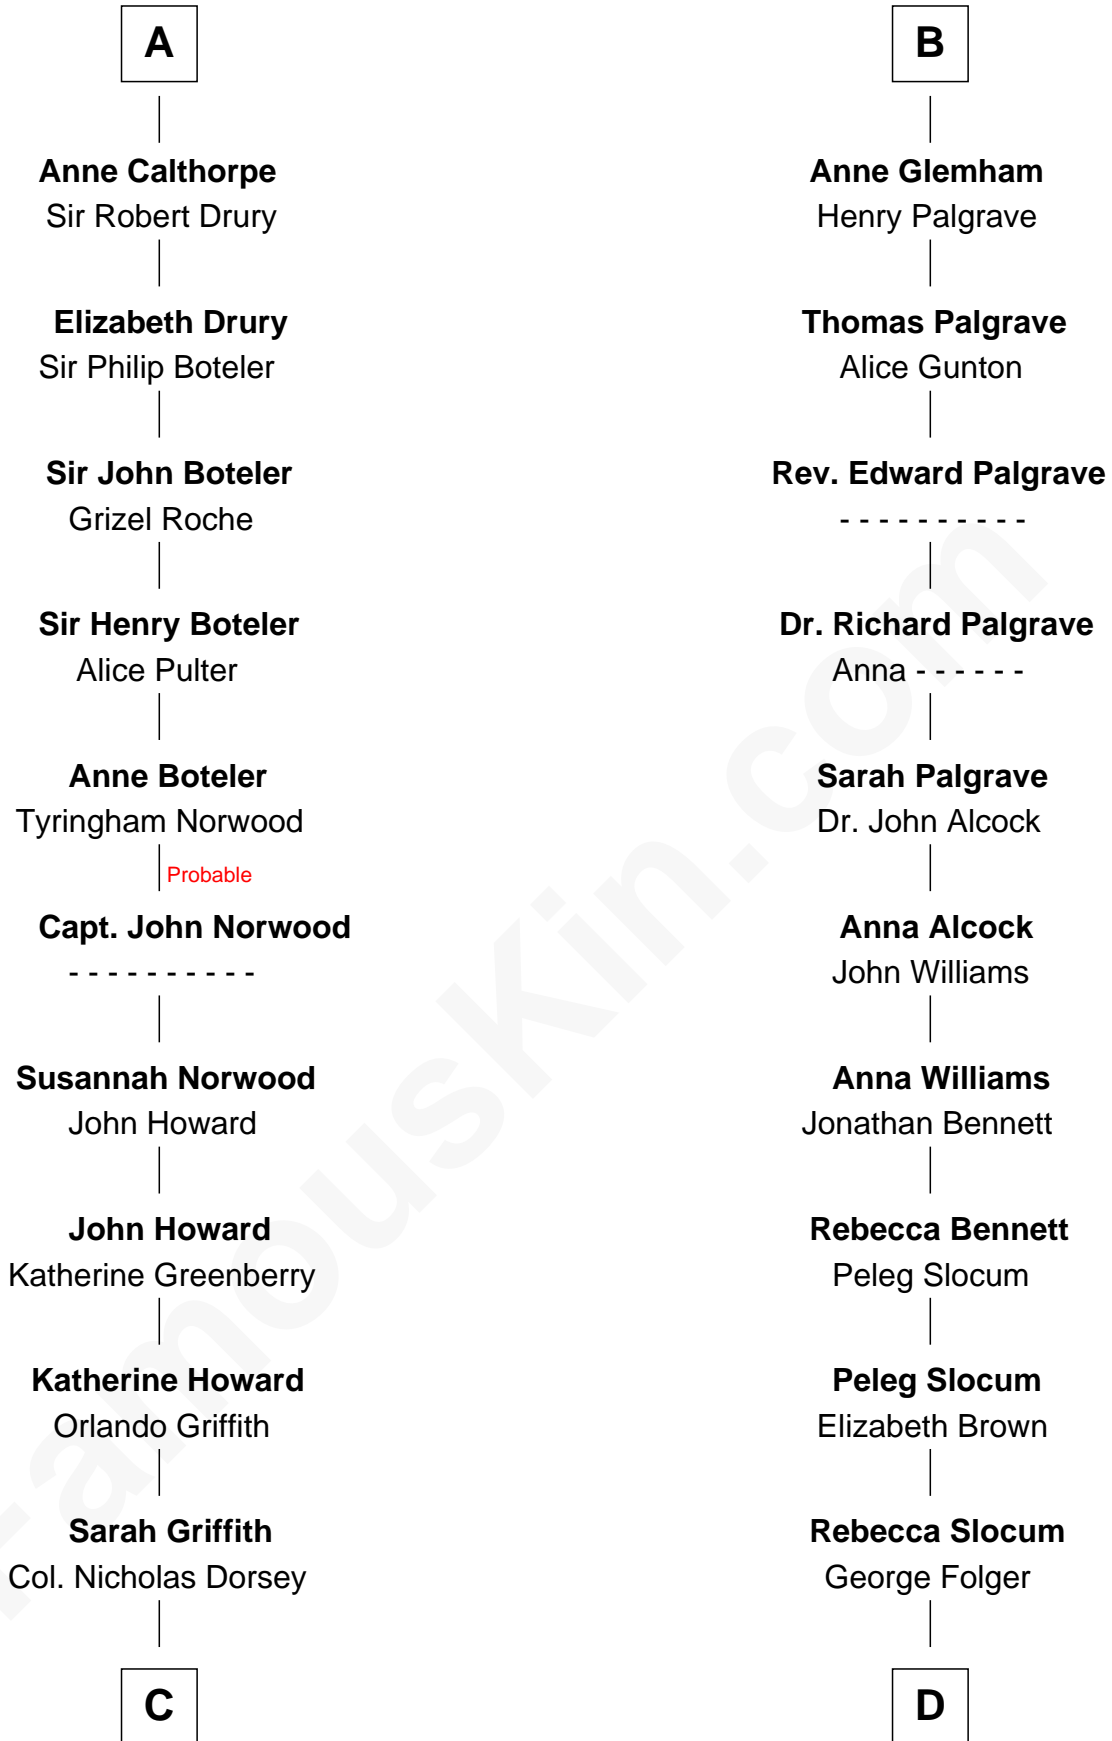 A
Anne Calthorpe
Sir Robert Drury
Elizabeth Drury
Sir Philip Boteler
Sir John Boteler
Grizel Roche
Sir Henry Boteler
Alice Pulter
Anne Boteler
Tyringham Norwood
Probable
Capt. John Norwood
- - - - - - - - - -
Susannah Norwood
John Howard
John Howard
Katherine Greenberry
Katherine Howard
Orlando Griffith
Sarah Griffith
Col. Nicholas Dorsey
C
B
Anne Glemham
Henry Palgrave
Thomas Palgrave
Alice Gunton
Rev. Edward Palgrave
- - - - - - - - - -
Dr. Richard Palgrave
Anna - - - - - -
Sarah Palgrave
Dr. John Alcock
Anna Alcock
John Williams
Anna Williams
Jonathan Bennett
Rebecca Bennett
Peleg Slocum
Peleg Slocum
Elizabeth Brown
Rebecca Slocum
George Folger
D
FamousKin.com